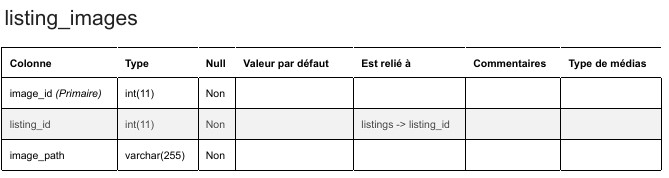 listing_images
Colonne Type Null Valeur par défaut Est relié à Commentaires Type de médias
image_id (Primaire) int(11) Non
listing_id int(11) Non listings -> listing_id
image_path varchar(255) Non